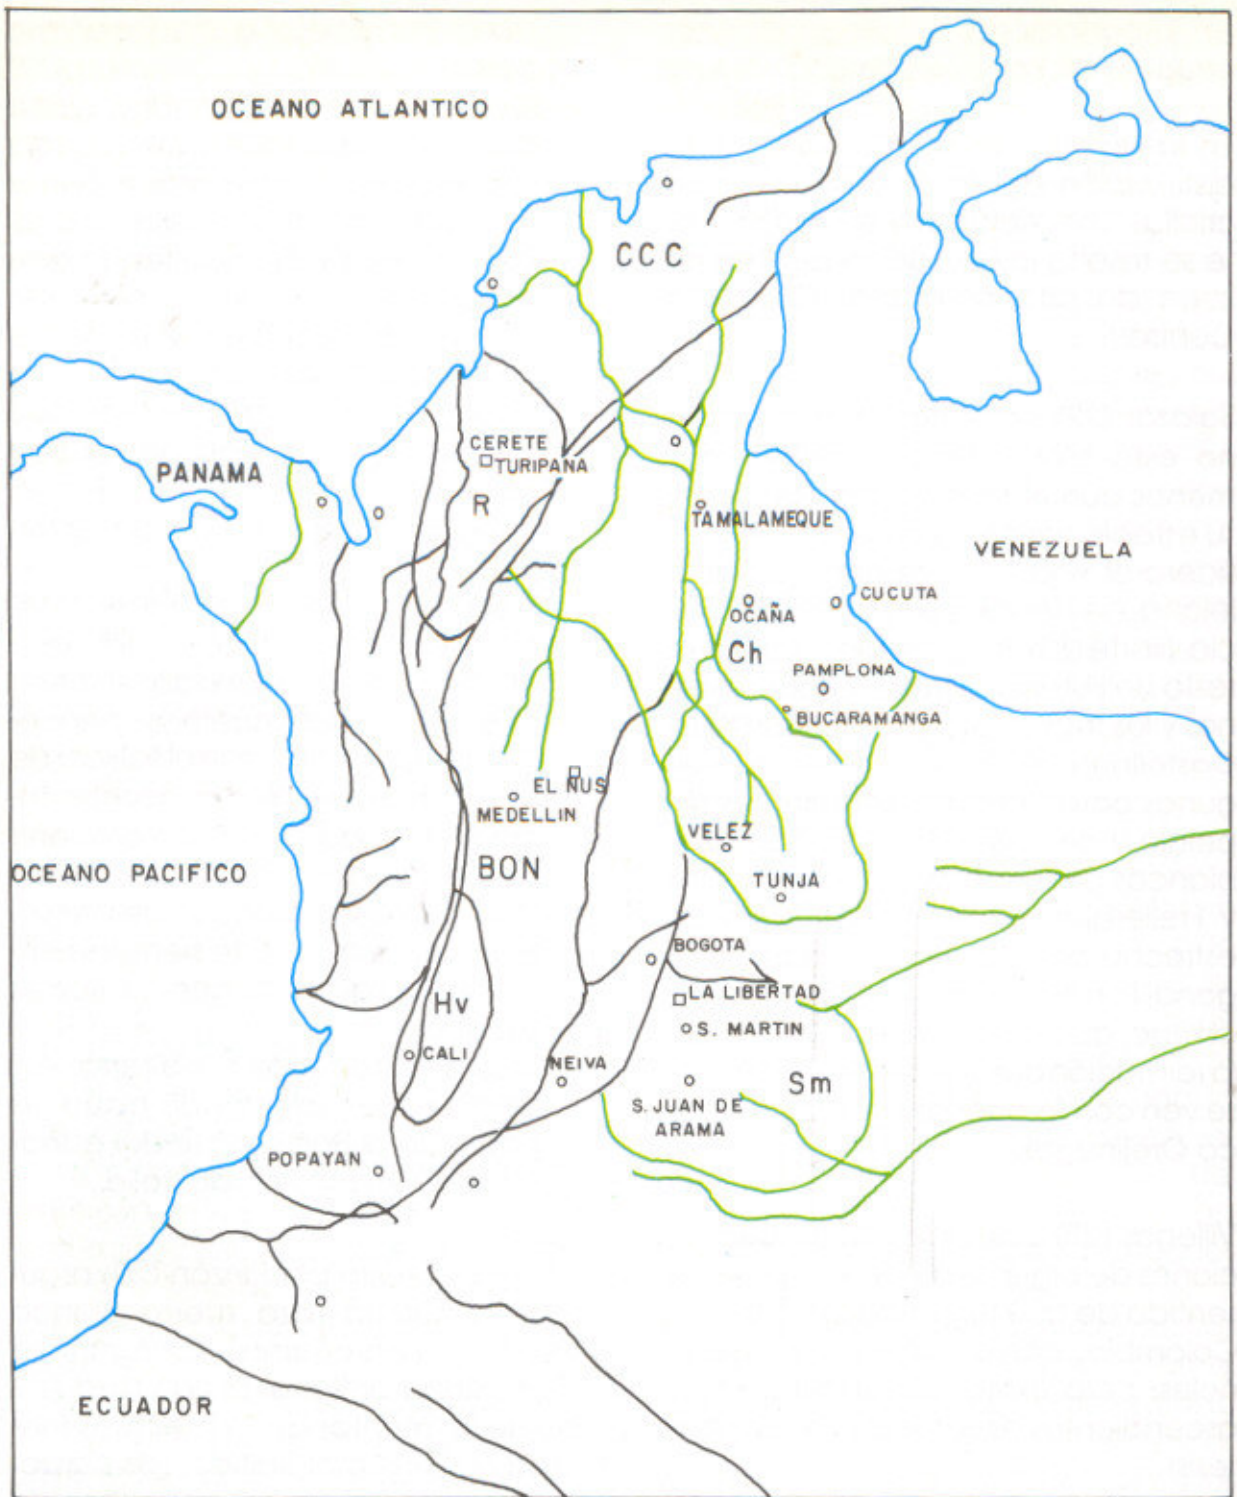 OCEANO ATLANTICO
CCC
CERETE
TURIPANA
PANAMA
R
TAMALAMEQUE
VENEZUELA
CUCUTA
OCAÑA
Ch
PAMPLONA
BUCARAMANGA
EL NUS
MEDELLIN
VELEZ
BON
OCEANO PACIFICO
TUNJA
BOGOTA
LA LIBERTAD
Hv
S. MARTIN
CALI
NEIVA
Sm
S. JUAN DE
ARAMA
POPAYAN
ECUADOR